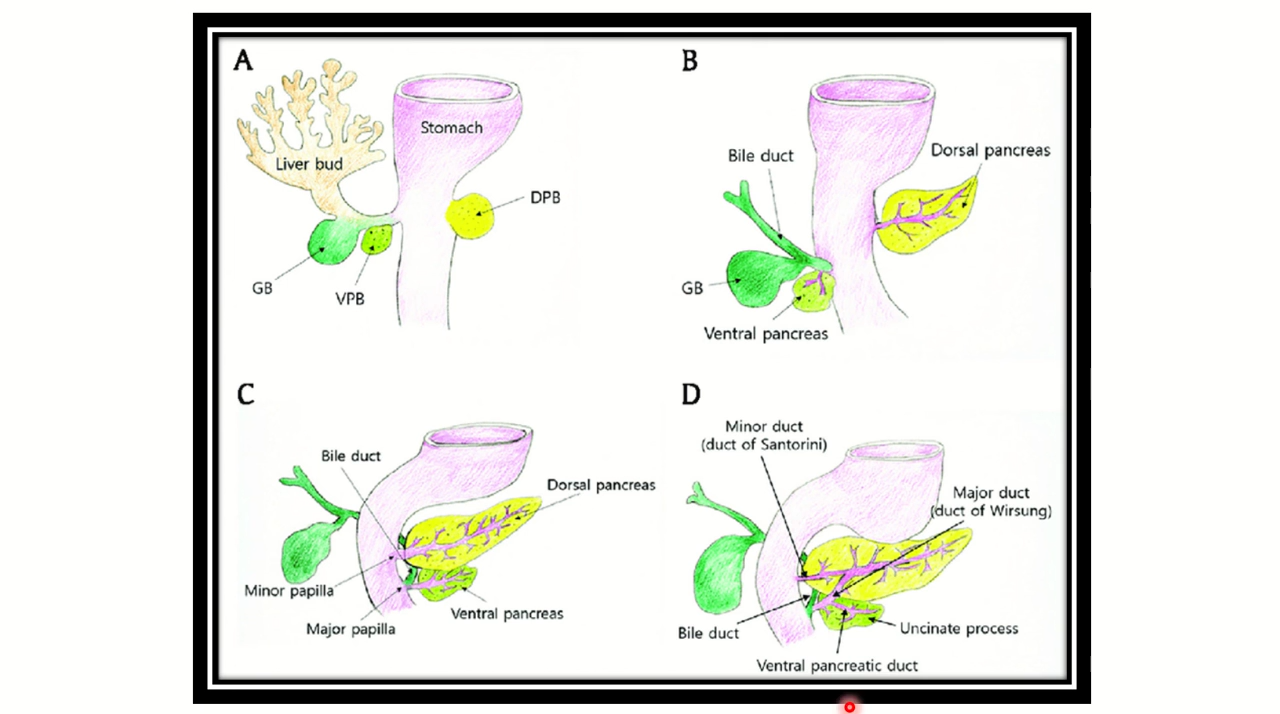 A
Liver bud
Stomach
DPB
GB
VPB
B
Bile duct
Dorsal pancreas
GB
Ventral pancreas
C
Bile duct
Dorsal pancreas
Minor papilla
Ventral pancreas
Major papilla
D
Minor duct
(duct of Santorini)
Major duct
(duct of Wirsung)
Bile duct
Uncinate process
Ventral pancreatic duct